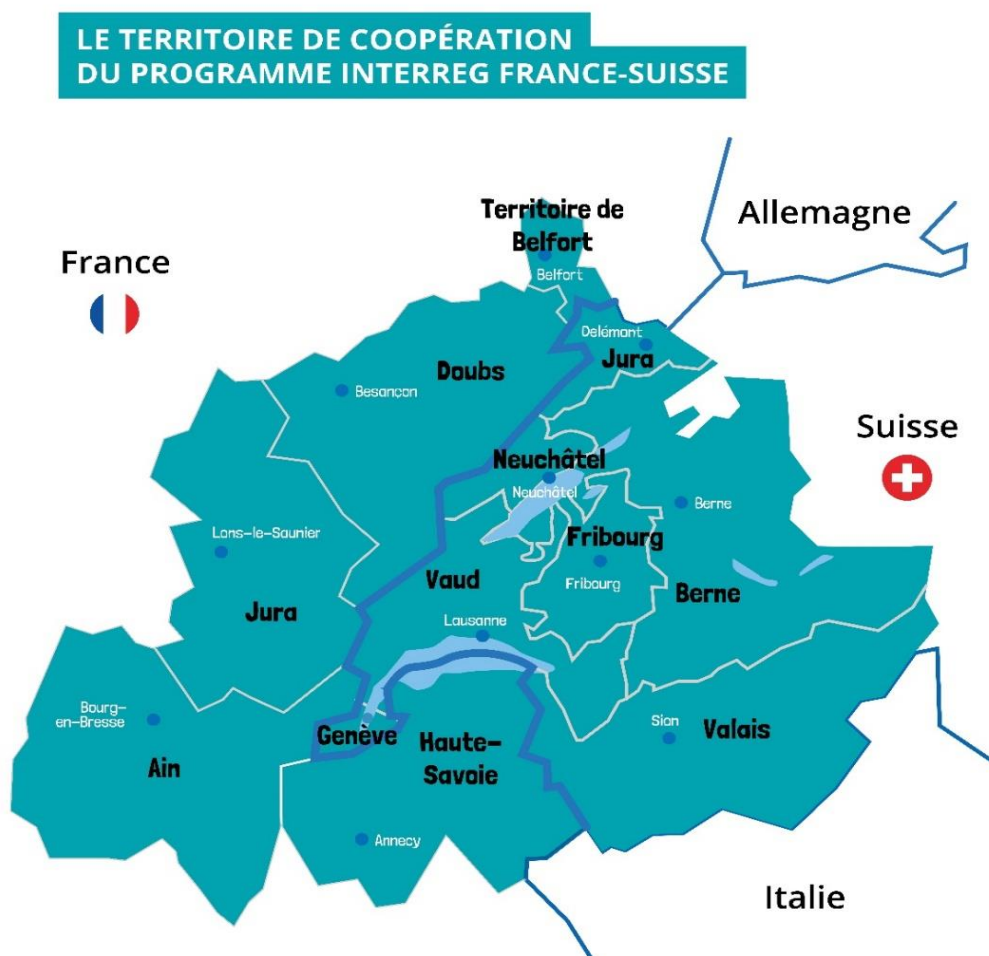 LE TERRITOIRE DE COOPÉRATION
DU PROGRAMME INTERREG FRANCE-SUISSE
Territoire de
Belfort
Belfort
Allemagne
France
Delémont
Jura
Doubs
Besançon
Suisse
Neuchâtel
Neuchâtel
Berne
Lons-le-Saunier
Fribourg
Fribourg
Vaud
Berne
Jura
Lausanne
Bourg-
en-Bresse
Ain
Genève
Haute-
Savoie
Sion
Valais
Annecy
Italie